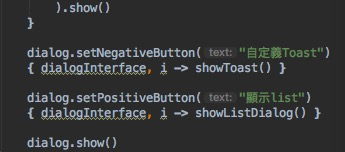 ).show()
}
dialog.setNegativeButton( text: "自定義Toast")
{ dialogInterface, i -> showToast() }
dialog.setPositiveButton( text: "顯示list")
{ dialogInterface, i -> showListDialog() }
dialog.show()